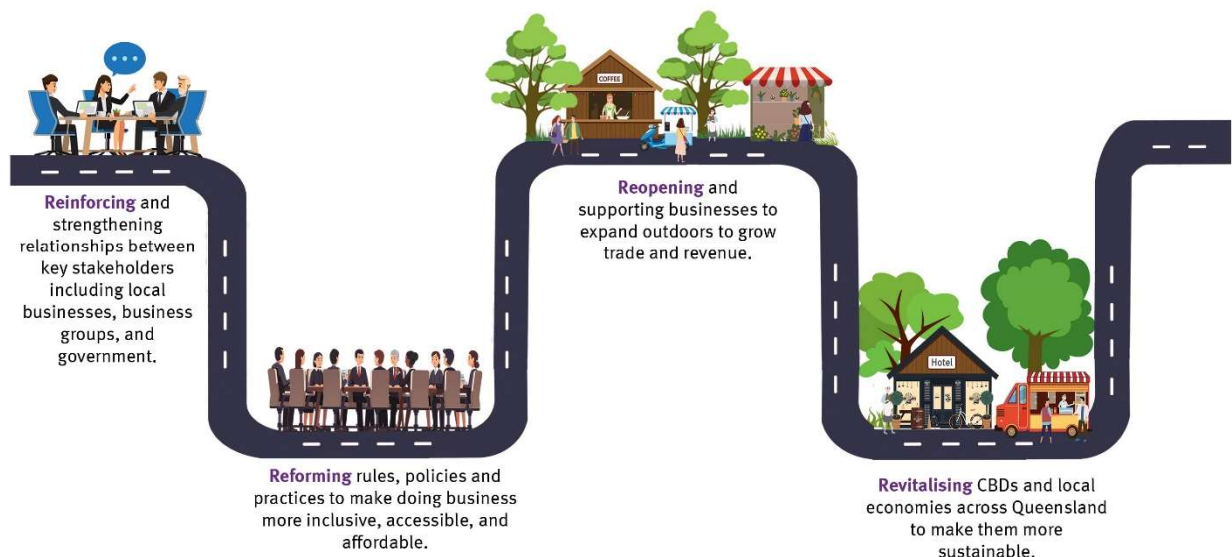 Reinforcing and
strengthening
relationships between
key stakeholders
including local
businesses, business
groups, and
government.
Reforming rules, policies and
practices to make doing business
more inclusive, accessible, and
affordable.
COFFEE
Reopening and
supporting businesses to
expand outdoors to grow
trade and revenue.
Hotel
Revitalising CBDs and local
economies across Queensland
to make them more
sustainable.